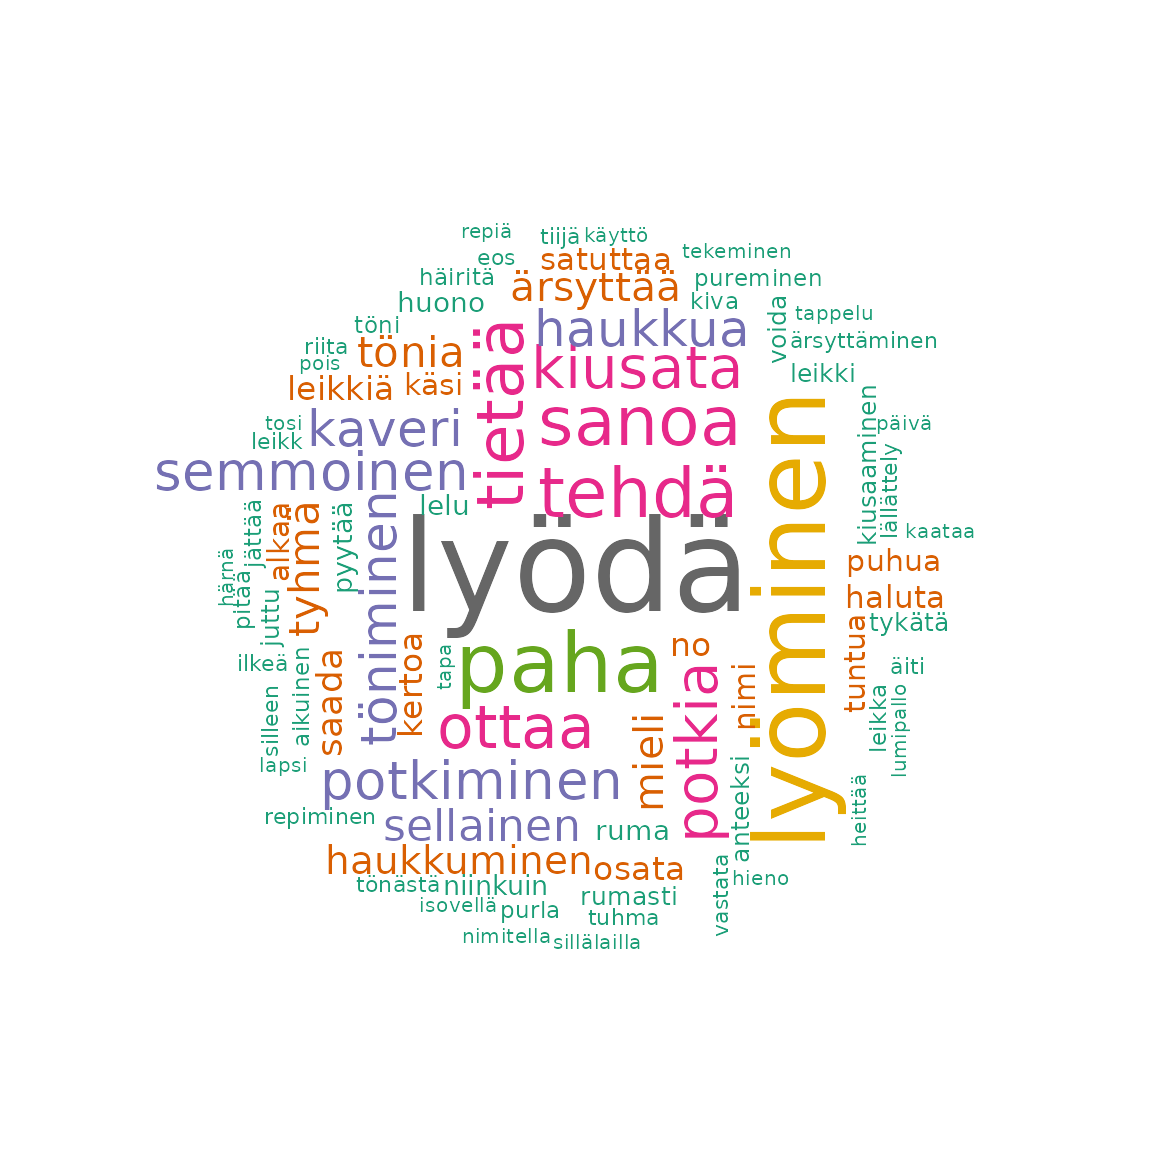 repiä
tiijä
käyttö
eos
satuttaa
tekeminen
häiritä
ärsyttää
pureminen
huono
kiva
voida
tappelu
töni
haukkua
ärsyttäminen
riita
tönia
tietää
kiusata
leikki
pois
leikkiä
käsi
lyöminen
kiusaaminen
tosi
kaveri
sanoa
päivä
leikk
semmoinen
tehdä
lällättely
lelu
kaataa
jättää
alkaa
tyhmä
pyytää
töniminen
lyödä
härnä
pitää
puhua
juttu
haluta
tykätä
ilkeä
aikuinen
saada
kertoa
tapa
paha
no
nimi
tuntua
äiti
silleen
ottaa
mieli
potkia
leikka
lumipallo
lapsi
potkiminen
anteeksi
heittää
repiminen
sellainen
ruma
haukkuminen
osata
vastata
hieno
tönästä
niinkuin
rumasti
isovellä
purla
tuhma
nimitella
sillälailla